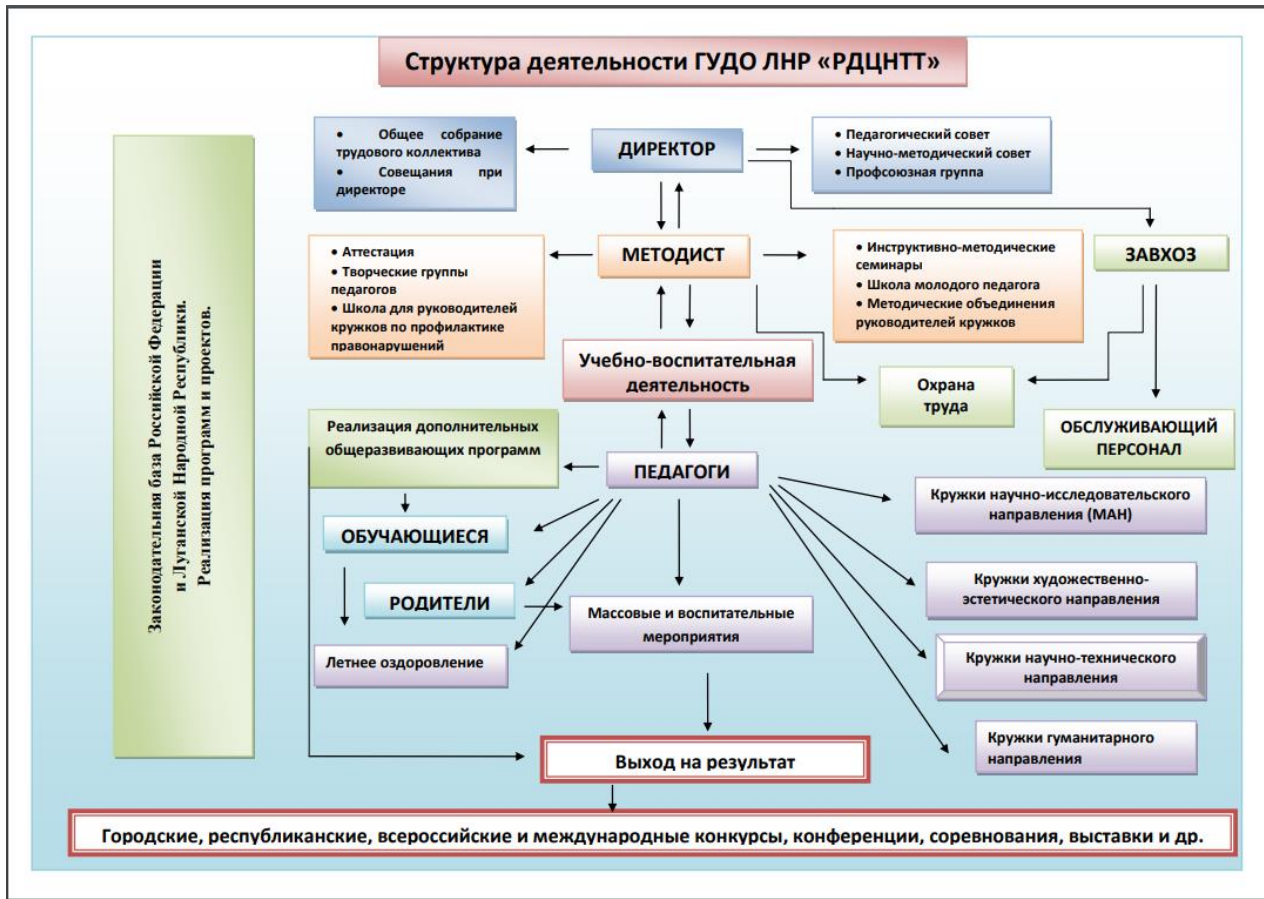 Структура деятельности ГУДО ЛНР «РДЦНТТ»
Законодательная база Российской Федерации
и Луганской Народной Республики.
Реализация программ и проектов.
• Общее собрание
трудового коллектива
• Совещания при
директоре
ДИРЕКТОР
• Педагогический совет
• Научно-методический совет
• Профсоюзная группа
• Аттестация
• Творческие группы
педагогов
• Школа для руководителей
кружков по профилактике
правонарушений
МЕТОДИСТ
• Инструктивно-методические
семинары
• Школа молодого педагога
• Методические объединения
руководителей кружков
ЗАВХОЗ
Учебно-воспитательная
деятельность
Охрана
труда
ОБСЛУЖИВАЮЩИЙ
ПЕРСОНАЛ
Реализация дополнительных
общеразвивающих программ
ПЕДАГОГИ
Кружки научно-исследовательского
направления (МАН)
ОБУЧАЮЩИЕСЯ
РОДИТЕЛИ
Массовые и воспитательные
мероприятия
Кружки художественно-
эстетического направления
Летнее оздоровление
Кружки научно-технического
направления
Кружки гуманитарного
направления
Выход на результат
Городские, республиканские, всероссийские и международные конкурсы, конференции, соревнования, выставки и др.